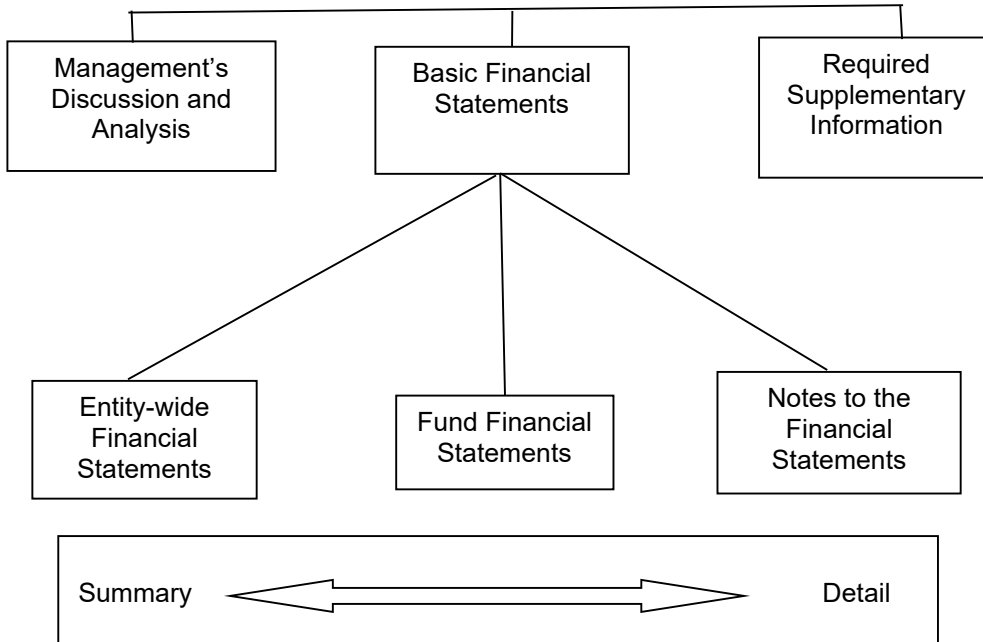 Management’s
Discussion and
Analysis
Basic Financial
Statements
Required
Supplementary
Information
Entity-wide
Financial
Statements
Fund Financial
Statements
Notes to the
Financial
Statements
Summary
Detail